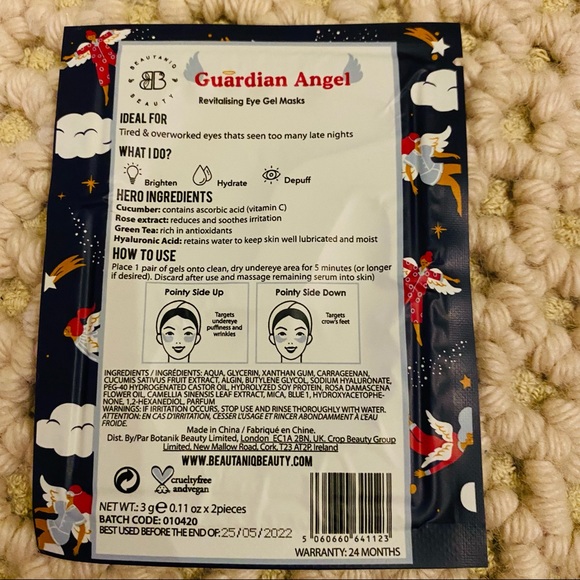 BEAUTANIQ BEAUTY
Guardian Angel
Revitalising Eye Gel Masks
IDEAL FOR
Tired & overworked eyes thats seen too many late nights
WHAT I DO?
Brighten
Hydrate
Depuff
HERO INGREDIENTS
Cucumber: contains ascorbic acid (vitamin C)
Rose extract: reduces and soothes irritation
Green Tea: rich in antioxidants
Hyaluronic Acid: retains water to keep skin well lubricated and moist
HOW TO USE
Place 1 pair of gels onto clean, dry undereye area for 5 minutes (or longer
if desired). Discard after use and massage remaining serum into skin)
Pointy Side Up
Targets
undereye
puffiness and
wrinkles
Pointy Side Down
Targets
crow's feet
INGREDIENTS / INGRÉDIENTS: AQUA, GLYCERIN, XANTHAN GUM, CARRAGEENAN,
CUCUMIS SATIVUS FRUIT EXTRACT, ALGIN, BUTYLENE GLYCOL, SODIUM HYALURONATE,
PEG-40 HYDROGENATED CASTOR OIL, HYDROLYZED SOY PROTEIN, ROSA DAMASCENA
FLOWER OIL, CAMELLIA SINENSIS LEAF EXTRACT, MICA, BLUE 1, HYDROXYACETOPHE-
NONE, 1,2-HEXANEDIOL, PARFUM
WARNINGS: IF IRRITATION OCCURS, STOP USE AND RINSE THOROUGHLY WITH WATER.
ATTENTION: EN CAS D'IRRITATION, CESSER L'USAGE ET RINCER ABONDAMMENT À L'EAU
FROIDE.
Made in China / Fabriqué en Chine.
Dist. By/Par Botanik Beauty Limited, London EC1A 2BN. UK. Crop Beauty Group
Limited, New Mallow Road, Cork, T23 AT2P, Ireland
WWW.BEAUTANIQBEAUTY.COM
crueltyfree
andvegan
NET WT.: 3 g ℮ 0.11 oz x 2pieces
BATCH CODE: 010420
BEST USED BEFORE THE END OF: 25/05/2022
5 060660 641123
WARRANTY: 24 MONTHS